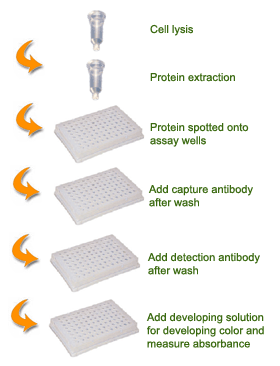 Cell lysis
Protein extraction
Protein spotted onto
assay wells
Add capture antibody
after wash
Add detection antibody
after wash
Add developing solution
for developing color and
measure absorbance